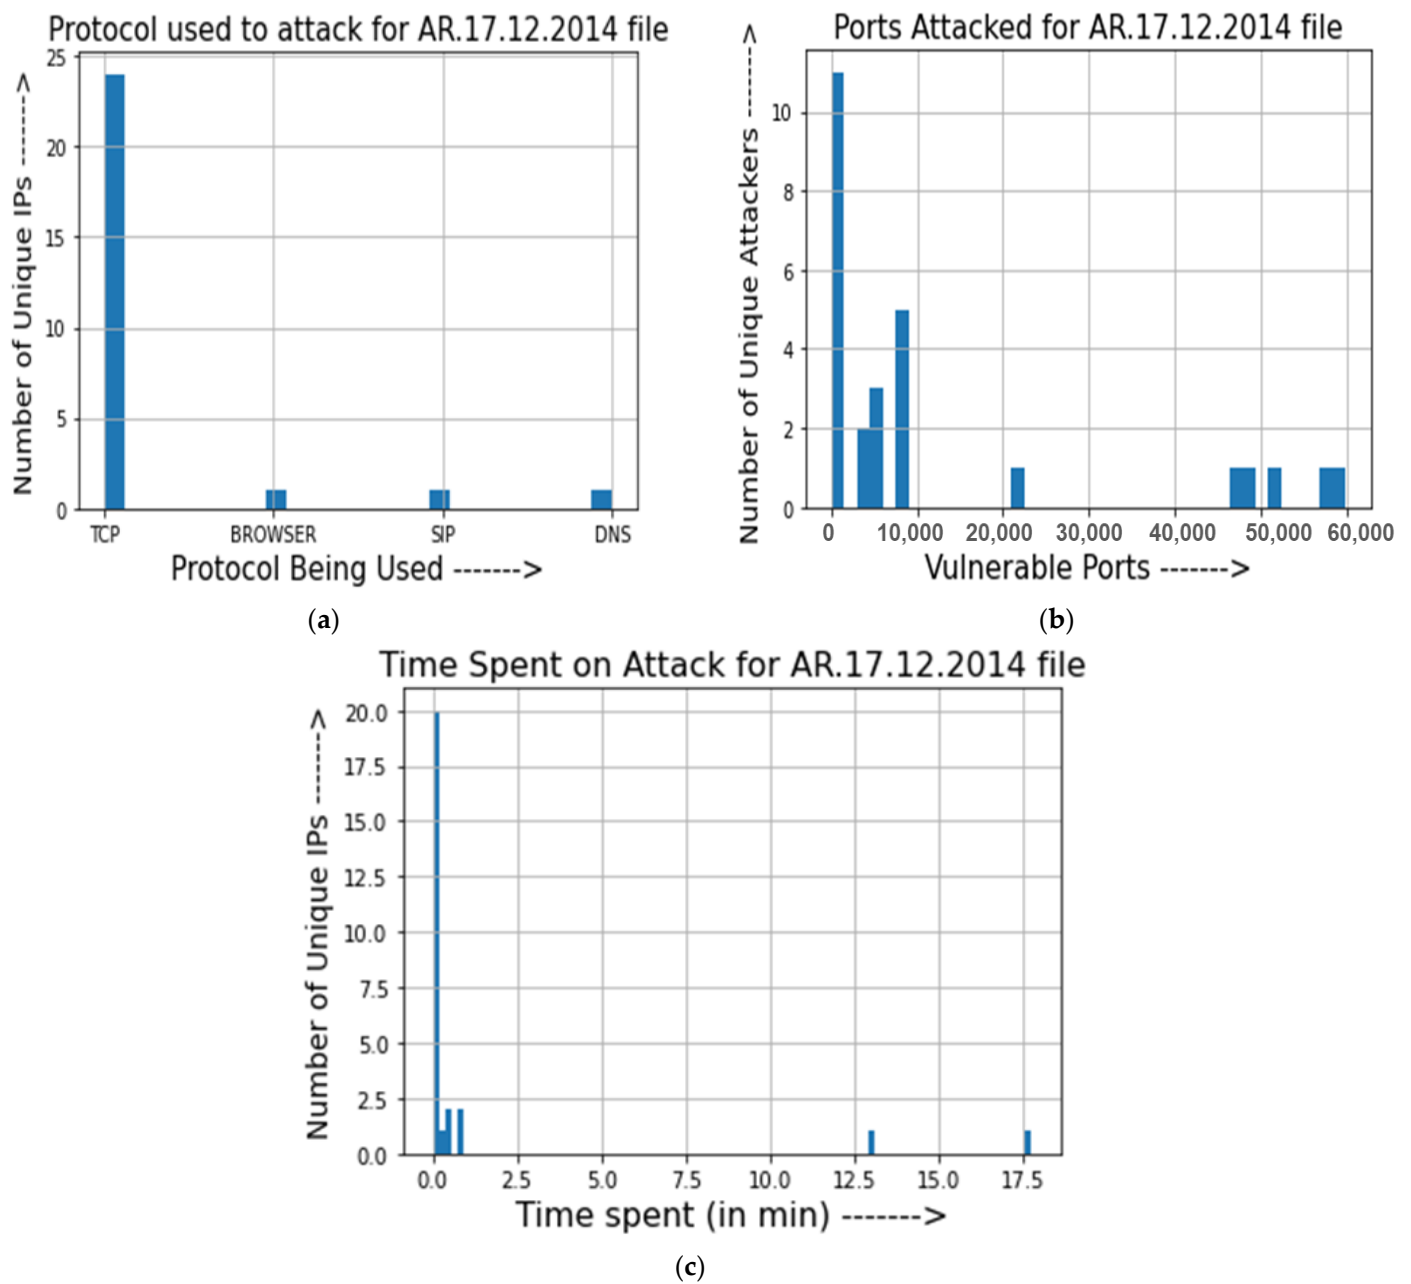 Protocol used to attack for AR.17.12.2014 file
Number of Unique IPs ------->
25
20
15
10
5
0
TCP BROWSER SIP DNS
Protocol Being Used ------->
(a)
Ports Attacked for AR.17.12.2014 file
Number of Unique Attackers ------->
10
8
6
4
2
0
0 10,000 20,000 30,000 40,000 50,000 60,000
Vulnerable Ports ------->
(b)
Time Spent on Attack for AR.17.12.2014 file
Number of Unique IPs ------->
20.0
17.5
15.0
12.5
10.0
7.5
5.0
2.5
0.0
0.0 2.5 5.0 7.5 10.0 12.5 15.0 17.5
Time spent (in min) ------->
(c)